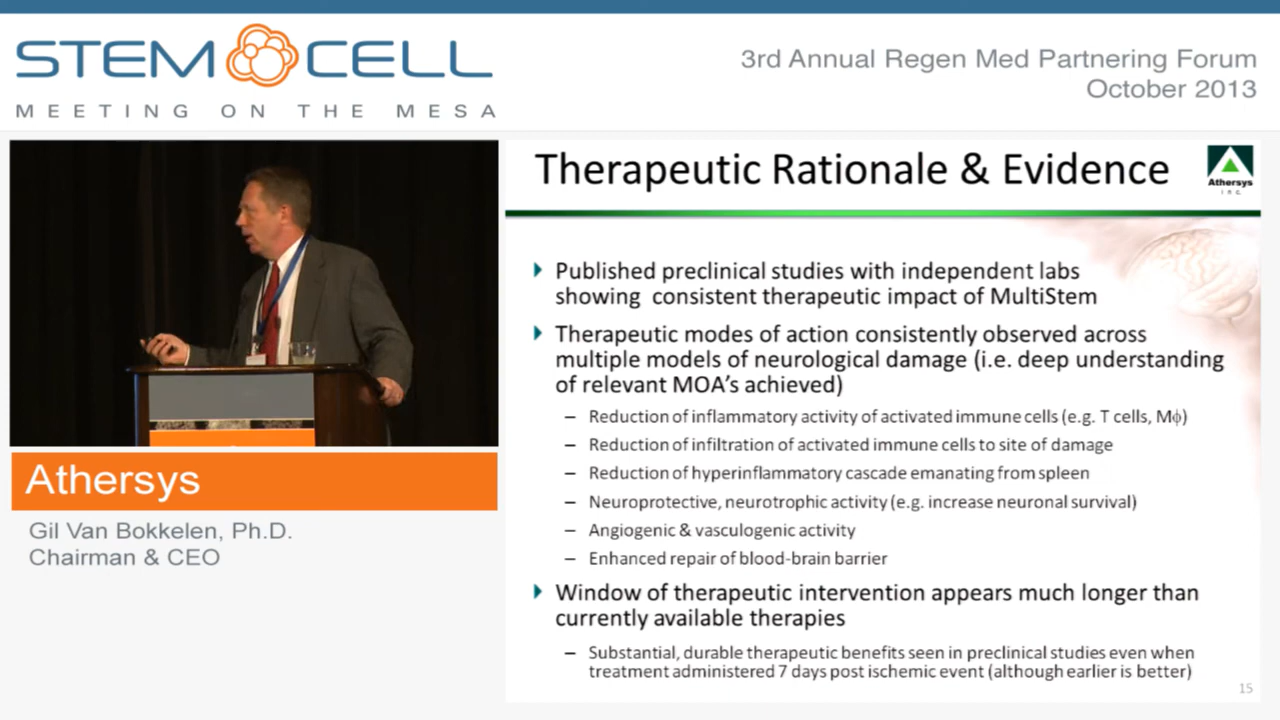 STEM CELL
MEETING ON THE MESA
3rd Annual Regen Med Partnering Forum
October 2013
Athersys
Gil Van Bokkelen, Ph.D.
Chairman & CEO
Therapeutic Rationale & Evidence
Athersys
inc.
Published preclinical studies with independent labs
showing consistent therapeutic impact of MultiStem
Therapeutic modes of action consistently observed across
multiple models of neurological damage (i.e. deep understanding
of relevant MOA's achieved)
– Reduction of inflammatory activity of activated immune cells (e.g. T cells, Mϕ)
– Reduction of infiltration of activated immune cells to site of damage
– Reduction of hyperinflammatory cascade emanating from spleen
– Neuroprotective, neurotrophic activity (e.g. increase neuronal survival)
– Angiogenic & vasculogenic activity
– Enhanced repair of blood-brain barrier
Window of therapeutic intervention appears much longer than
currently available therapies
– Substantial, durable therapeutic benefits seen in preclinical studies even when
treatment administered 7 days post ischemic event (although earlier is better)
15